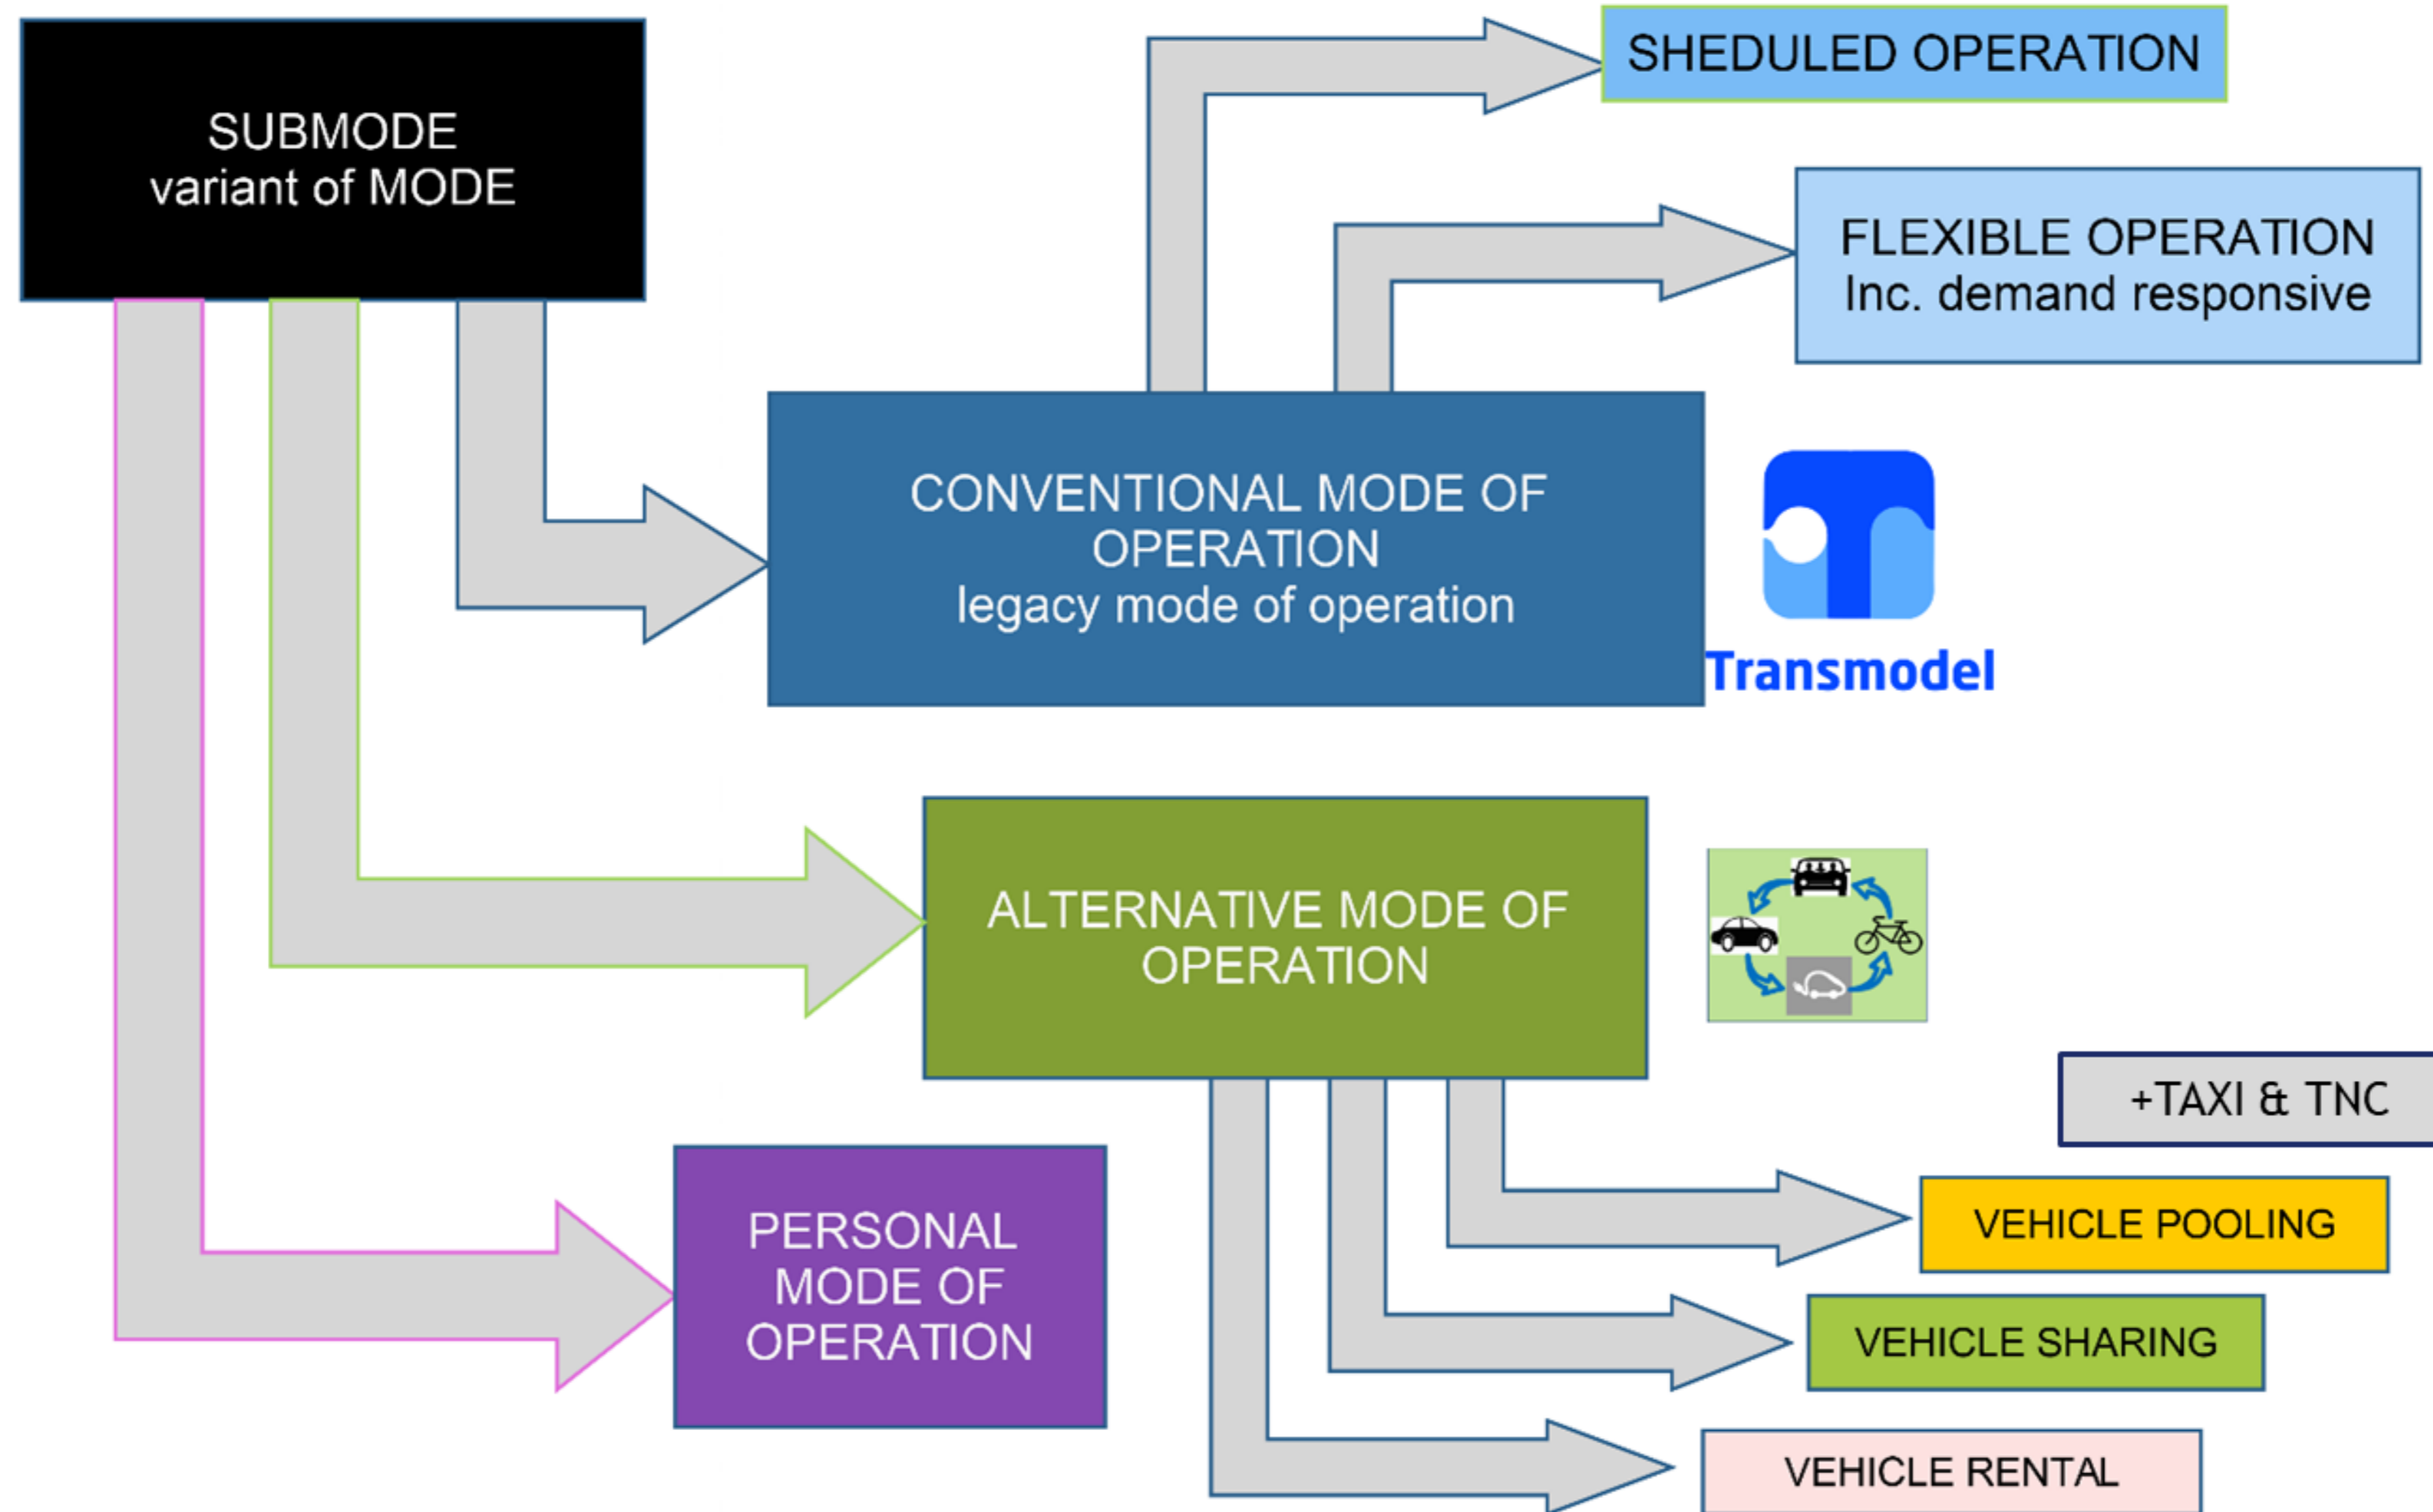 SUBMODE
variant of MODE
SHEDULED OPERATION
FLEXIBLE OPERATION
Inc. demand responsive
CONVENTIONAL MODE OF
OPERATION
legacy mode of operation
Transmodel
ALTERNATIVE MODE OF
OPERATION
+TAXI & TNC
PERSONAL
MODE OF
OPERATION
VEHICLE POOLING
VEHICLE SHARING
VEHICLE RENTAL